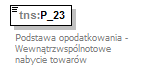 tns:P_23
Podstawa opodatkowania -
Wewnątrzwspólnotowe
nabycie towarów